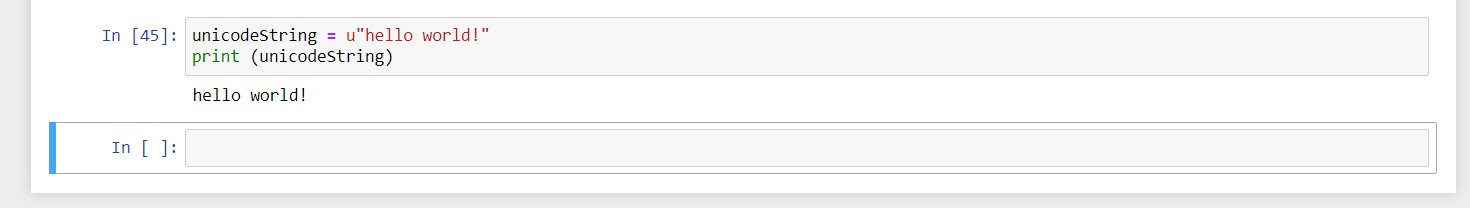 In [45]: unicodeString = u"hello world!"
print (unicodeString)
hello world!
In [ ]: